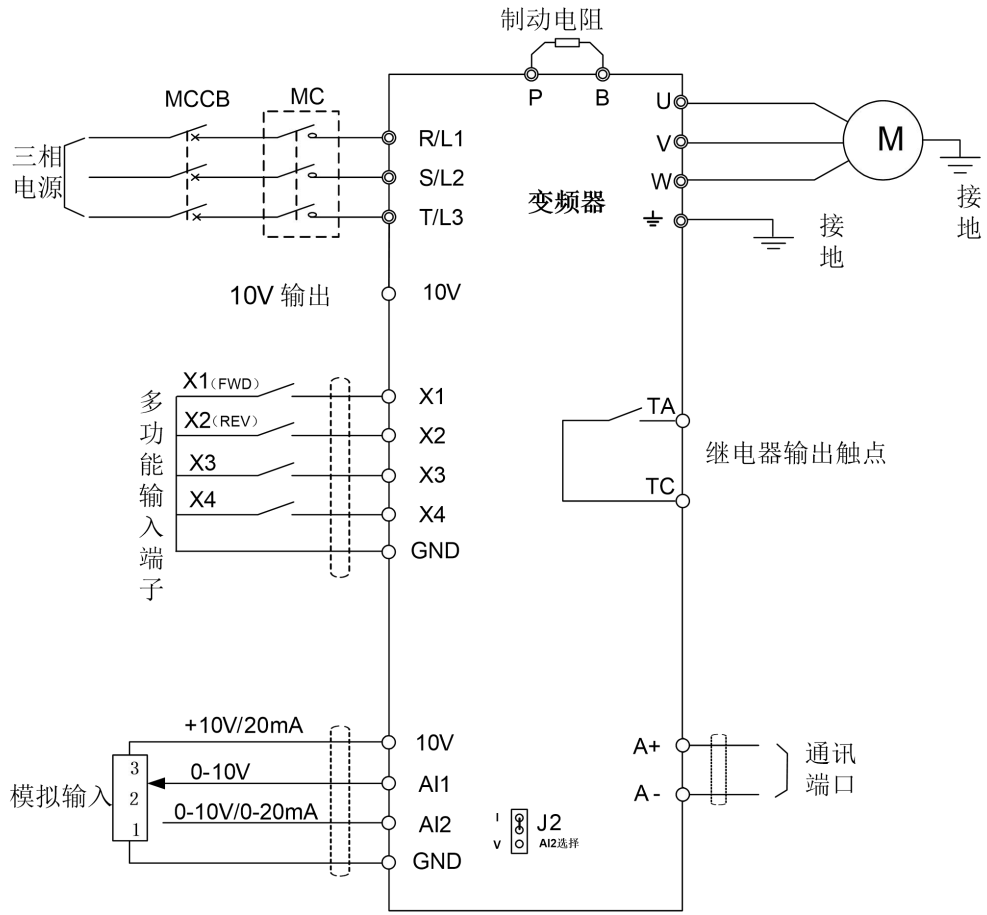 制动电阻
P
B
MCCB
MC
三相
电源
R/L1
S/L2
T/L3
U
V
W
M
变频器
接
地
接
地
10V 输出
10V
多功能输入端子
X1(FWD)
X1
X2(REV)
X2
X3
X3
X4
X4
GND
TA
TC
继电器输出触点
模拟输入
3
2
1
+10V/20mA
10V
0-10V
AI1
0-10V/0-20mA
AI2
GND
I
V
J2
AI2选择
A+
A -
通讯
端口